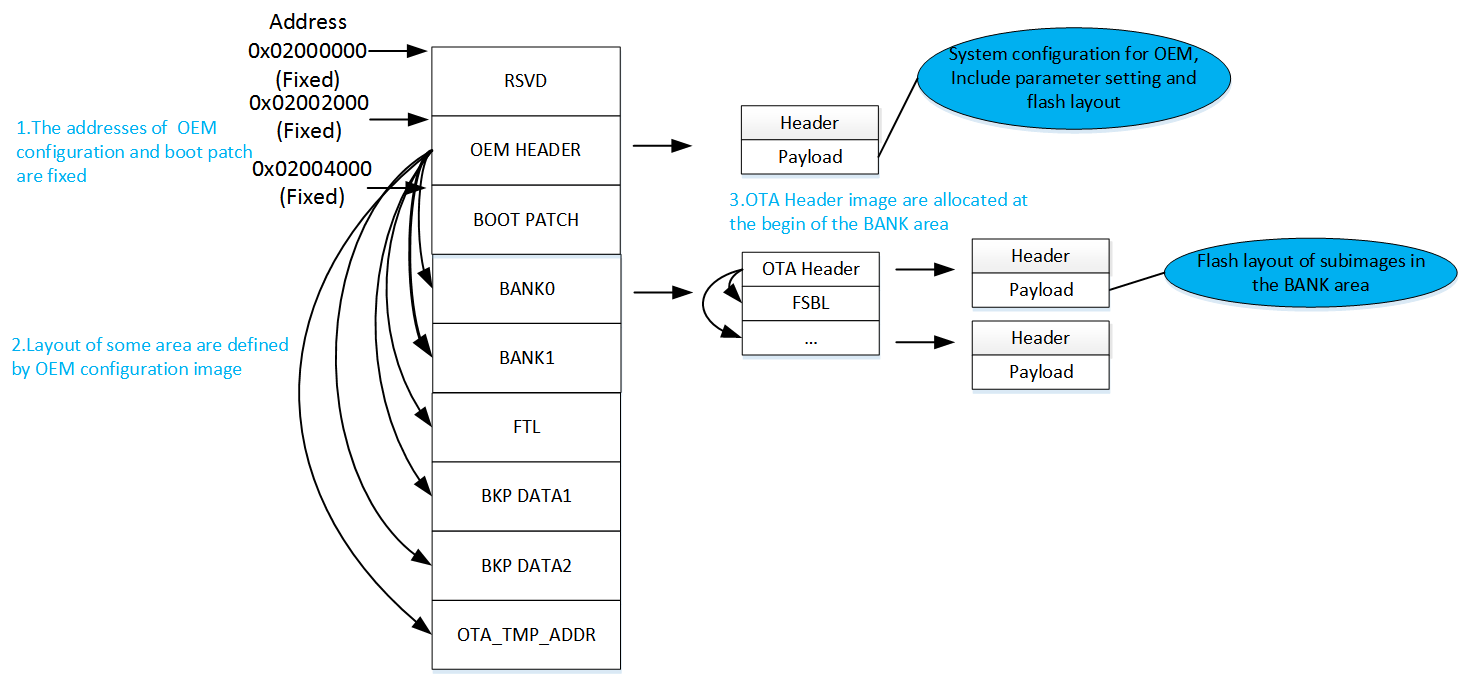 Address
0x02000000
(Fixed)
0x02002000
(Fixed)
0x02004000
(Fixed)
1.The addresses of OEM
configuration and boot patch
are fixed
2.Layout of some area are defined
by OEM configuration image
RSVD
OEM HEADER
BOOT PATCH
BANK0
BANK1
FTL
BKP DATA1
BKP DATA2
OTA_TMP_ADDR
Header
Payload
System configuration for OEM,
Include parameter setting and
flash layout
3.OTA Header image are allocated at
the begin of the BANK area
OTA Header
FSBL
...
Header
Payload
Header
Payload
Flash layout of subimages in
the BANK area